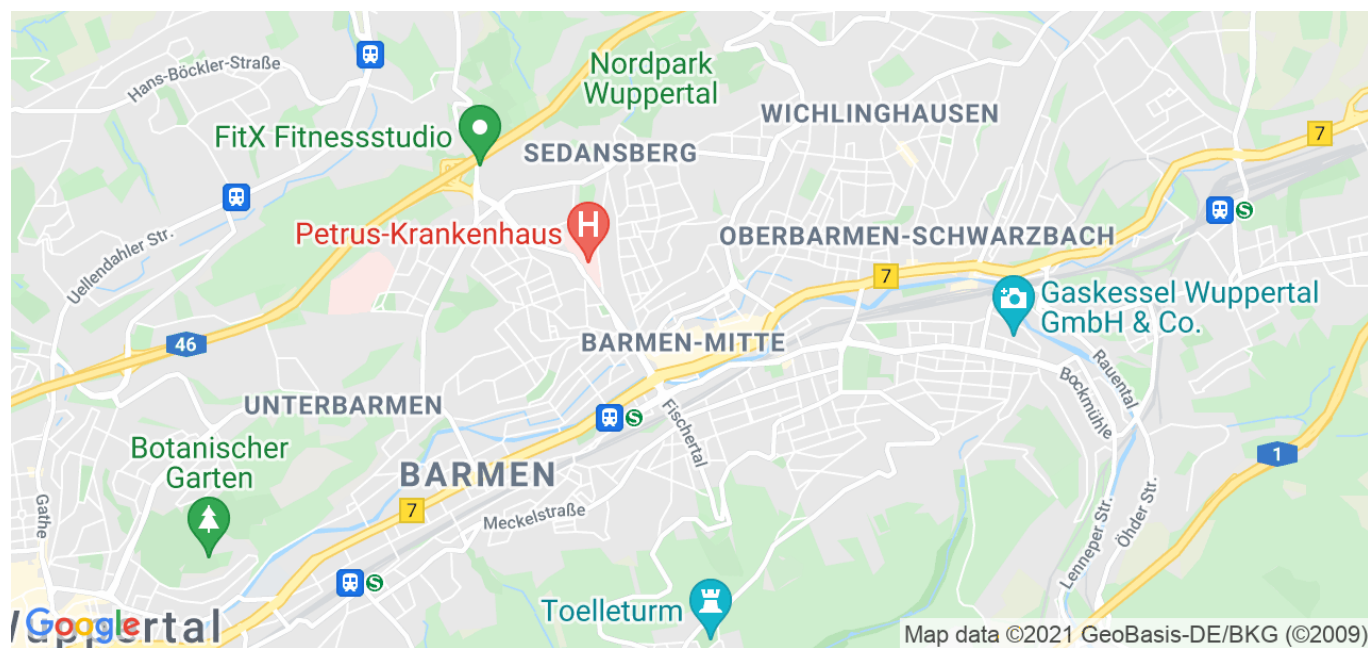 Hans-Böckler-Straße
Nordpark
Wuppertal
WICHLINGHAUSEN
FitX Fitnessstudio
SEDANSBERG
7
Uellendahler Str.
Petrus-Krankenhaus
H
OBERBARMEN-SCHWARZBACH
S
7
Gaskessel Wuppertal
GmbH & Co.
46
BARMEN-MITTE
Rauental
Bockmühle
UNTERBARMEN
Fischertal
S
Botanischer
Garten
BARMEN
1
Gathe
7
Meckelstraße
Lenneper Str.
Öhder Str.
S
Toelleturm
Wuppertal
Google
Map data ©2021 GeoBasis-DE/BKG (©2009)